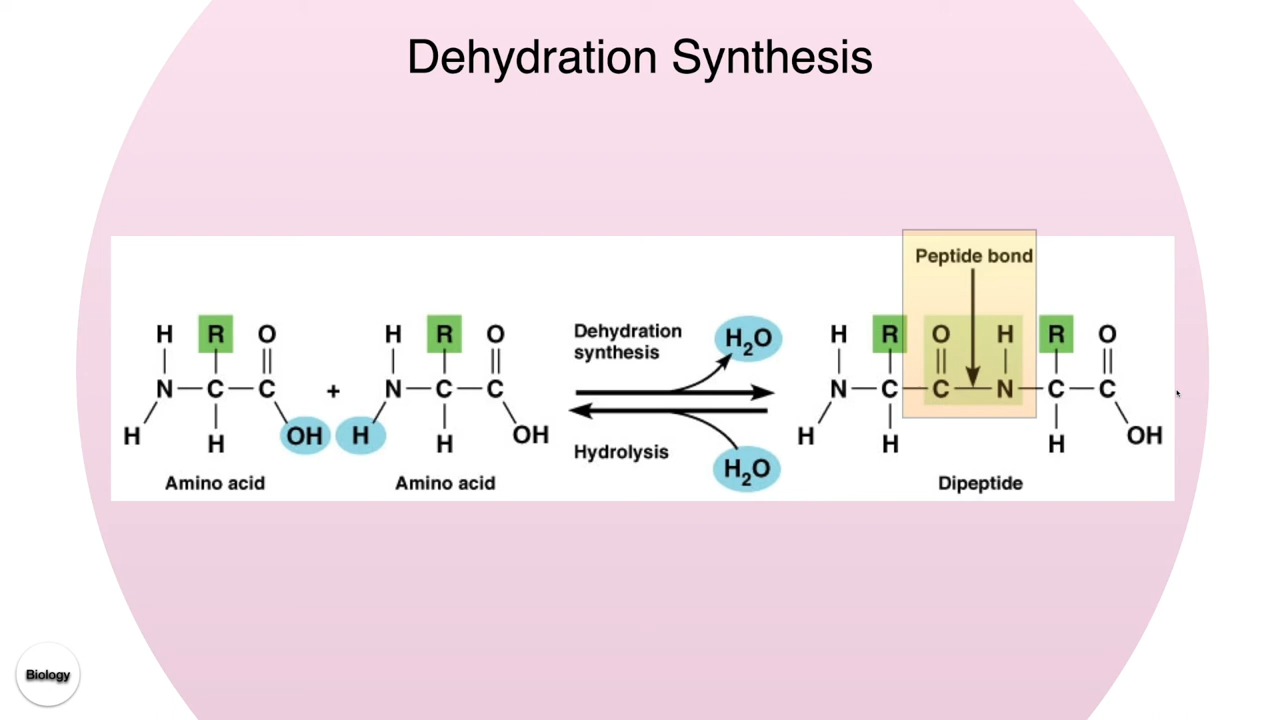 Dehydration Synthesis
Peptide bond
H R O
H R O
Dehydration
synthesis
H2O
H R O H R O
N C C
+
N C C
N C C N C C
H H OH
H H OH
Hydrolysis
H2O
H H H OH
Amino acid
Amino acid
Dipeptide
Biology